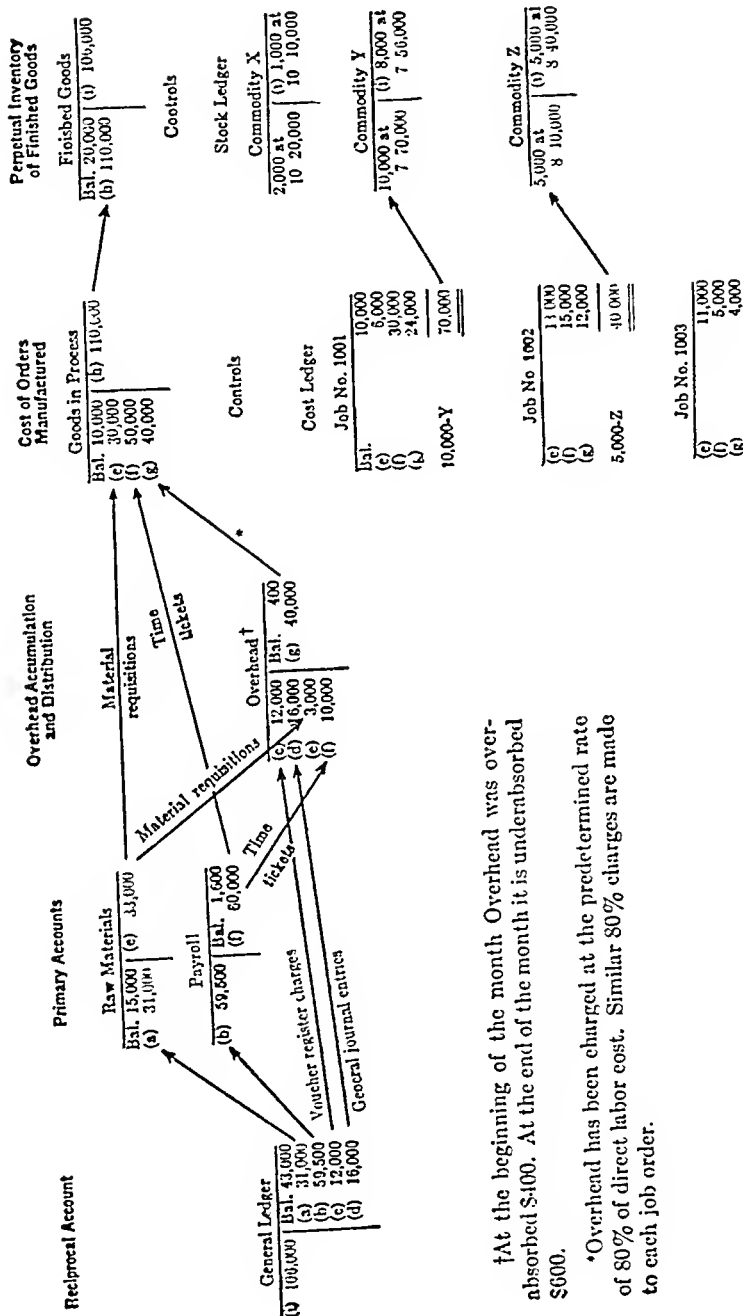 Reciprocal Account
General Ledger
(i) 100,000 | Bal. 43,000
(a) 31,000
(b) 59,500
(c) 12,000
(d) 16,000
Primary Accounts
Raw Materials
Bal. 15,000 | (e) 33,000
(a) 31,000
Payroll
(b) 59,500 | Bal. 1,600
(f) 60,000
Voucher register charges
Geoeral journal entries
Overhead Accumulation
and Distribution
Material
requisitions
Time
tickets
Material requisitions
Time
tickets
Overhead †
(c) 12,000 | Bal. 400
(d) 16,000 | (g) 40,000
(e) 3,000
(f) 10,000
*
Cost of Orders
Manufactured
Goods in Process
Bal. 10,000 | (h) 110,000
(e) 30,000
(f) 50,000
(g) 40,000
Controls
Cost Ledger
Job No. 1001
Bal. 10,000
(e) 6,000
(f) 30,000
(g) 24,000
10,000-Y 70,000
Job No 1002
(e) 13 000
(f) 15,000
(g) 12,000
5,000-Z 40 000
Job No. 1003
(e) 11,000
(f) 5,000
(g) 4,000
Perpetual Inventory
of Finished Goods
Fioished Goods
Bal. 20,000 | (i) 100,000
(h) 110,000
Cootrols
Stock Ledger
Commodity X
2,000 at | (i) 1,000 at
10 20,000 | 10 10,000
Commodity Y
10,000 at | (i) 8,000 at
7 70,000 | 7 56,000
Commodity Z
5,000 at | (i) 5,000 at
8 40,000 | 8 40,000
†At the beginning of the month Overhead was over-
absorbed $400. At the end of the month it is underabsorbed
$600.
*Overhead has been charged at the predetermined rate
of 80% of direct labor cost. Similar 80% charges are made
to each job order.